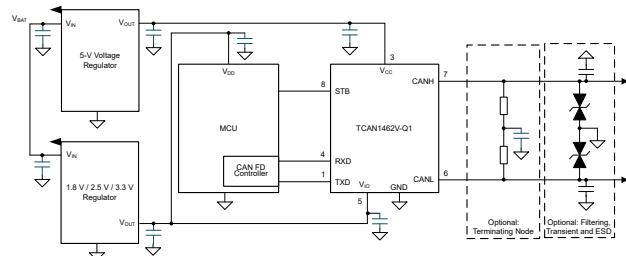 VBAT
VIN
VOUT
5-V Voltage
Regulator
VDD
MCU
CAN FD
Controller
8
STB
4
RXD
1
TXD
3
VCC
TCAN1462V-Q1
CANH
7
CANL
6
VIO
GND
5
VIN
1.8 V / 2.5 V / 3.3 V
Regulator
VOUT
Optional:
Terminating Node
Optional: Filtering,
Transient and ESD